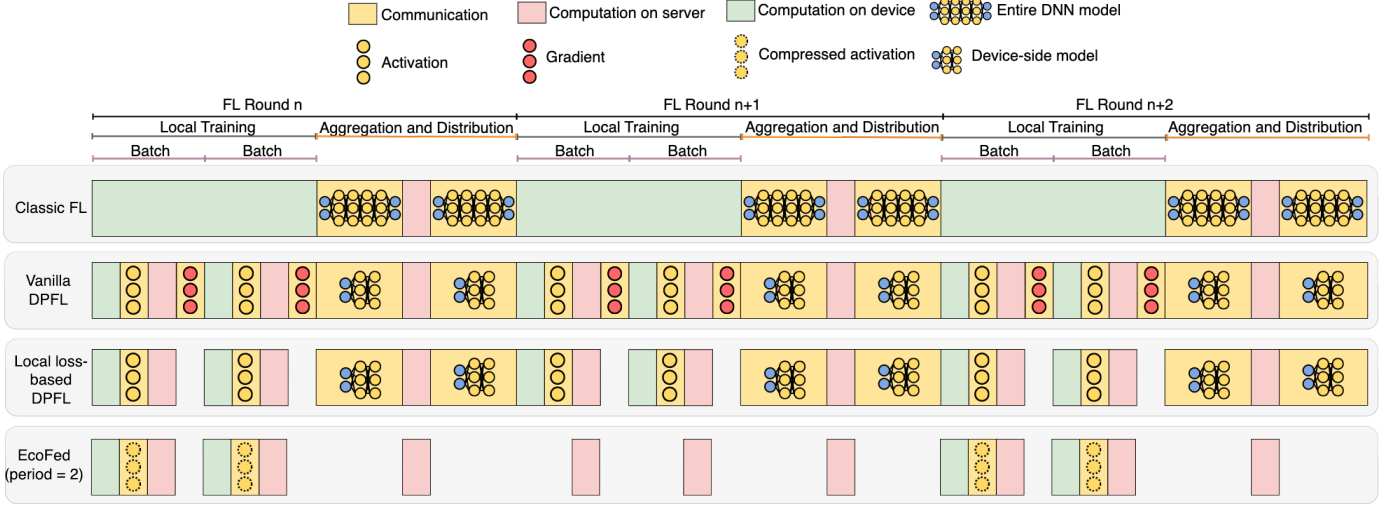 Communication
Computation on server
Computation on device
Entire DNN model
Activation
Gradient
Compressed activation
Device-side model
FL Round n
FL Round n+1
FL Round n+2
Local Training
Aggregation and Distribution
Local Training
Aggregation and Distribution
Local Training
Aggregation and Distribution
Batch
Batch
Batch
Batch
Batch
Batch
Classic FL
Vanilla
DPFL
Local loss-
based
DPFL
EcoFed
(period = 2)